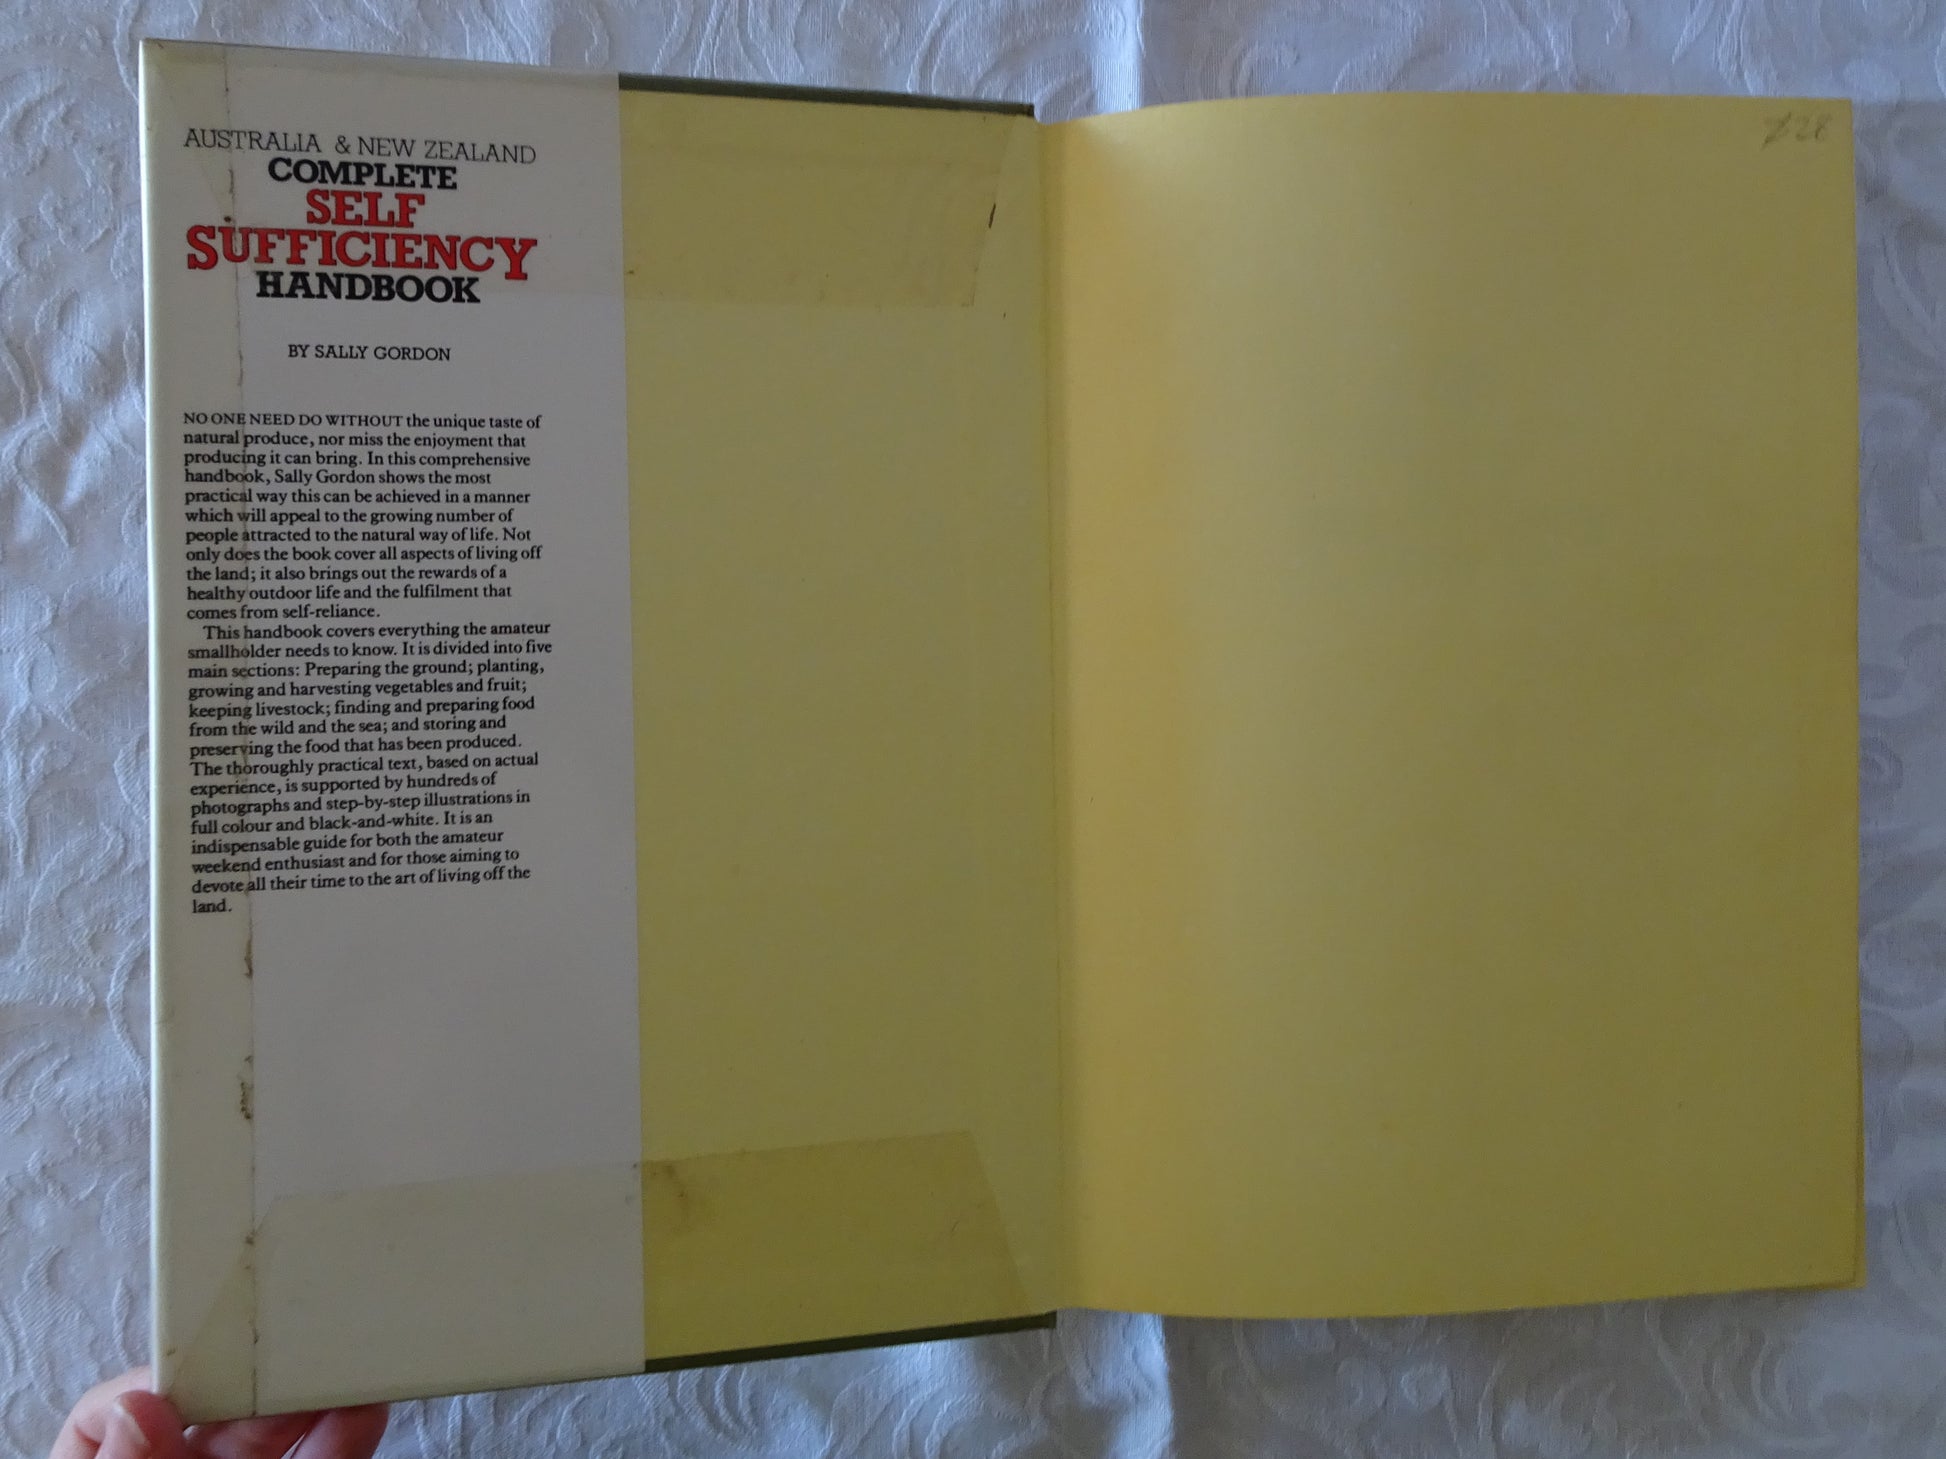 AUSTRALIA & NEW ZEALAND
COMPLETE
SELF
SUFFICIENCY
HANDBOOK
BY SALLY GORDON
NO ONE NEED DO WITHOUT the unique taste of
natural produce, nor miss the enjoyment that
producing it can bring. In this comprehensive
handbook, Sally Gordon shows the most
practical way this can be achieved in a manner
which will appeal to the growing number of
people attracted to the natural way of life. Not
only does the book cover all aspects of living off
the land; it also brings out the rewards of a
healthy outdoor life and the fulfilment that
comes from self-reliance.
This handbook covers everything the amateur
smallholder needs to know. It is divided into five
main sections: Preparing the ground; planting,
growing and harvesting vegetables and fruit;
keeping livestock; finding and preparing food
from the wild and the sea; and storing and
preserving the food that has been produced.
The thoroughly practical text, based on actual
experience, is supported by hundreds of
photographs and step-by-step illustrations in
full colour and black-and-white. It is an
indispensable guide for both the amateur
weekend enthusiast and for those aiming to
devote all their time to the art of living off the
land.